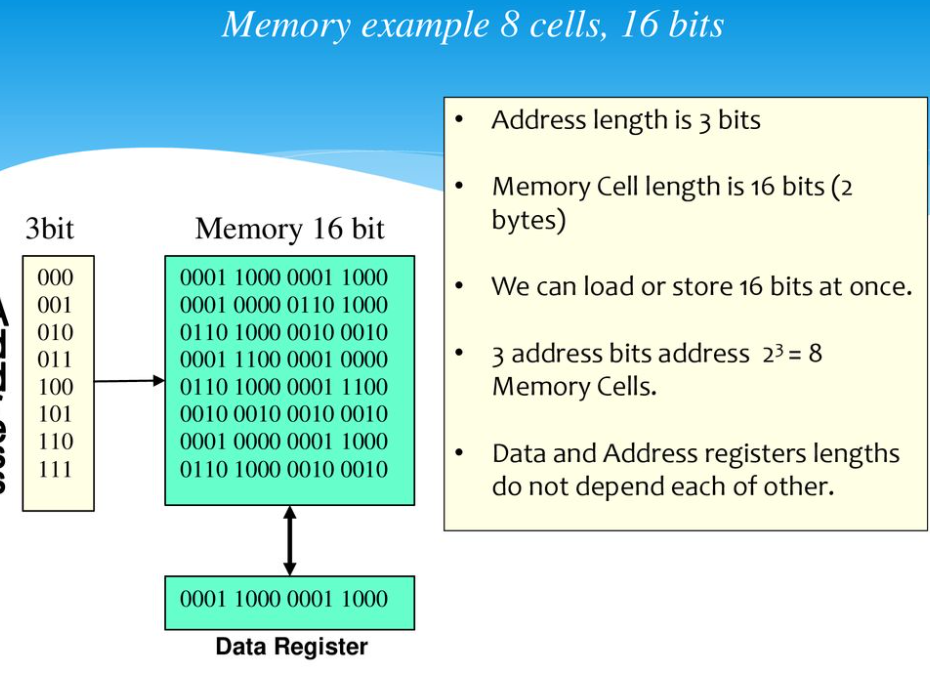 Memory example 8 cells, 16 bits
3bit
000
001
010
011
100
101
110
111
Memory 16 bit
0001 1000 0001 1000
0001 0000 0110 1000
0110 1000 0010 0010
0001 1100 0001 0000
0110 1000 0001 1100
0010 0010 0010 0010
0001 0000 0001 1000
0110 1000 0010 0010
0001 1000 0001 1000
Data Register
• Address length is 3 bits
• Memory Cell length is 16 bits (2
bytes)
• We can load or store 16 bits at once.
• 3 address bits address 2³ = 8
Memory Cells.
• Data and Address registers lengths
do not depend each of other.